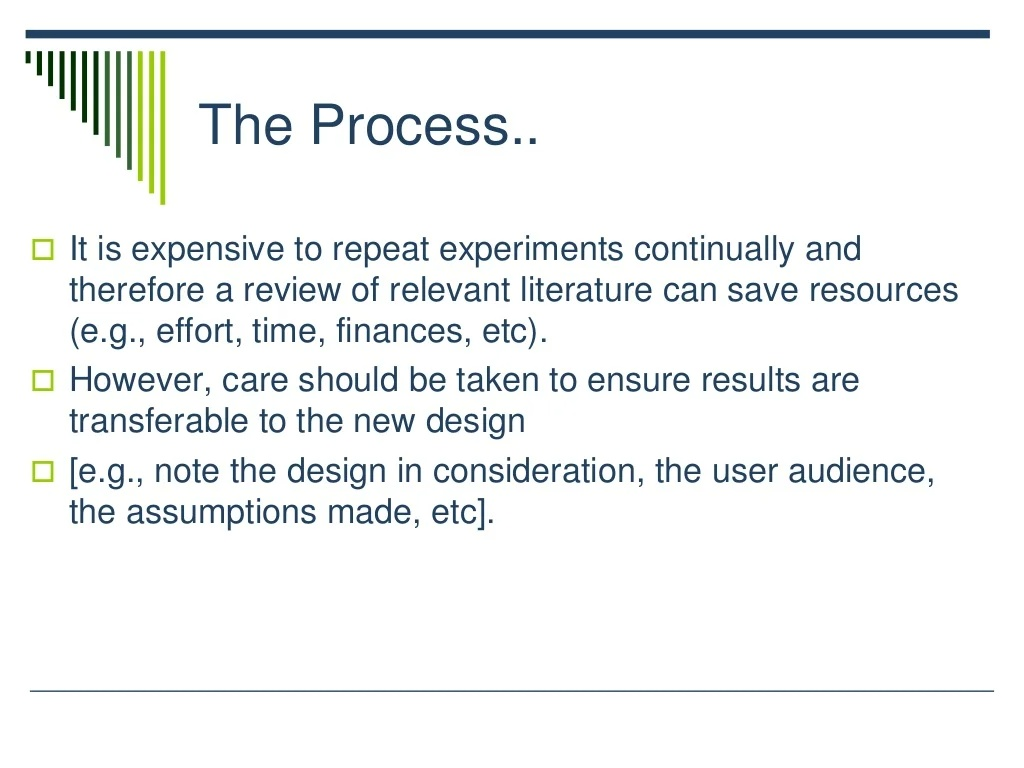 The Process..
It is expensive to repeat experiments continually and
therefore a review of relevant literature can save resources
(e.g., effort, time, finances, etc).
However, care should be taken to ensure results are
transferable to the new design
[e.g., note the design in consideration, the user audience,
the assumptions made, etc].